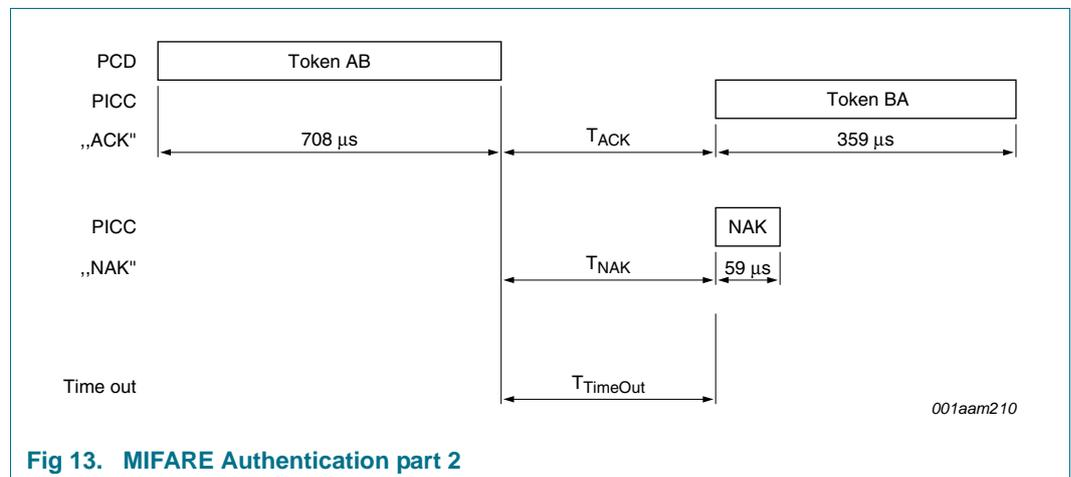 PCD
Token AB
PICC
Token BA
,,ACK"
708 µs
TACK
359 µs
PICC
NAK
,,NAK"
TNAK
59 µs
Time out
TTimeOut
001aam210
Fig 13. MIFARE Authentication part 2